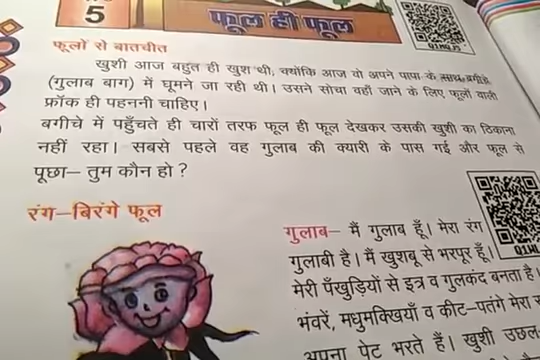 5
फूल ही फूल
फूलों से बातचीत
खुशी आज बहुत ही खुश थी, क्योंकि आज वो अपने पापा के साथ बगीचे
(गुलाब बाग) में घूमने जा रही थी। उसने सोचा वहाँ जाने के लिए फूलों वाली
फ्रॉक ही पहननी चाहिए।
बगीचे में पहुँचते ही चारों तरफ फूल ही फूल देखकर उसकी खुशी का ठिकाना
नहीं रहा। सबसे पहले वह गुलाब की क्यारी के पास गई और फूल से
पूछा– तुम कौन हो ?
रंग–बिरंगे फूल
गुलाब– मैं गुलाब हूँ। मेरा रंग
गुलाबी है। मैं खुशबू से भरपूर हूँ।
मेरी पँखुड़ियों से इत्र व गुलकंद बनता है।
भंवरें, मधुमक्खियाँ व कीट–पतंगे मेरा
अपना पेट भरते हैं। खुशी उछल